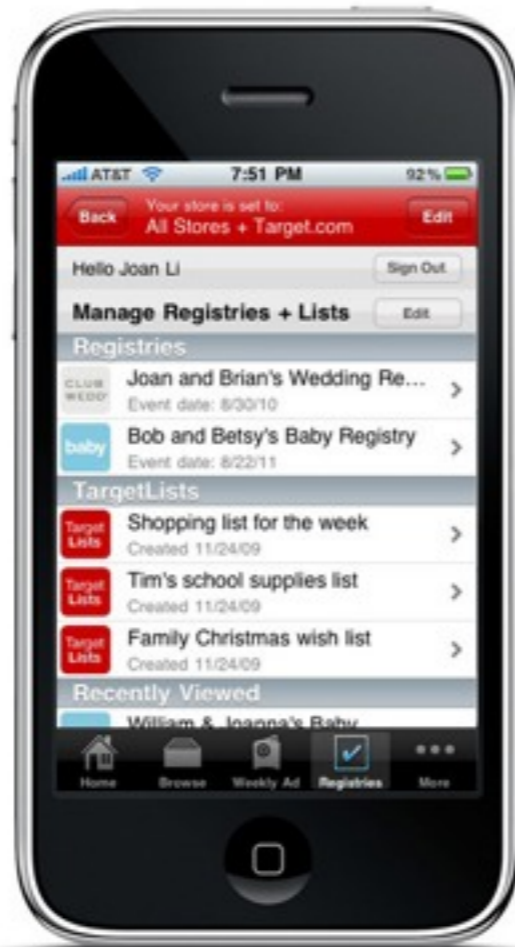 AT&T 7:51 PM 92%
Back
Your store is set to:
All Stores + Target.com
Edit
Hello Joan Li
Sign Out
Manage Registries + Lists
Edit
Registries
CLUB
WEDD
Joan and Brian's Wedding Re...
Event date: 8/30/10
baby
Bob and Betsy's Baby Registry
Event date: 8/22/11
TargetLists
Target
Lists
Shopping list for the week
Created 11/24/09
Target
Lists
Tim's school supplies list
Created 11/24/09
Target
Lists
Family Christmas wish list
Created 11/24/09
Recently Viewed
William & Joanna's Baby
Home Browse Weekly Ad Registries More